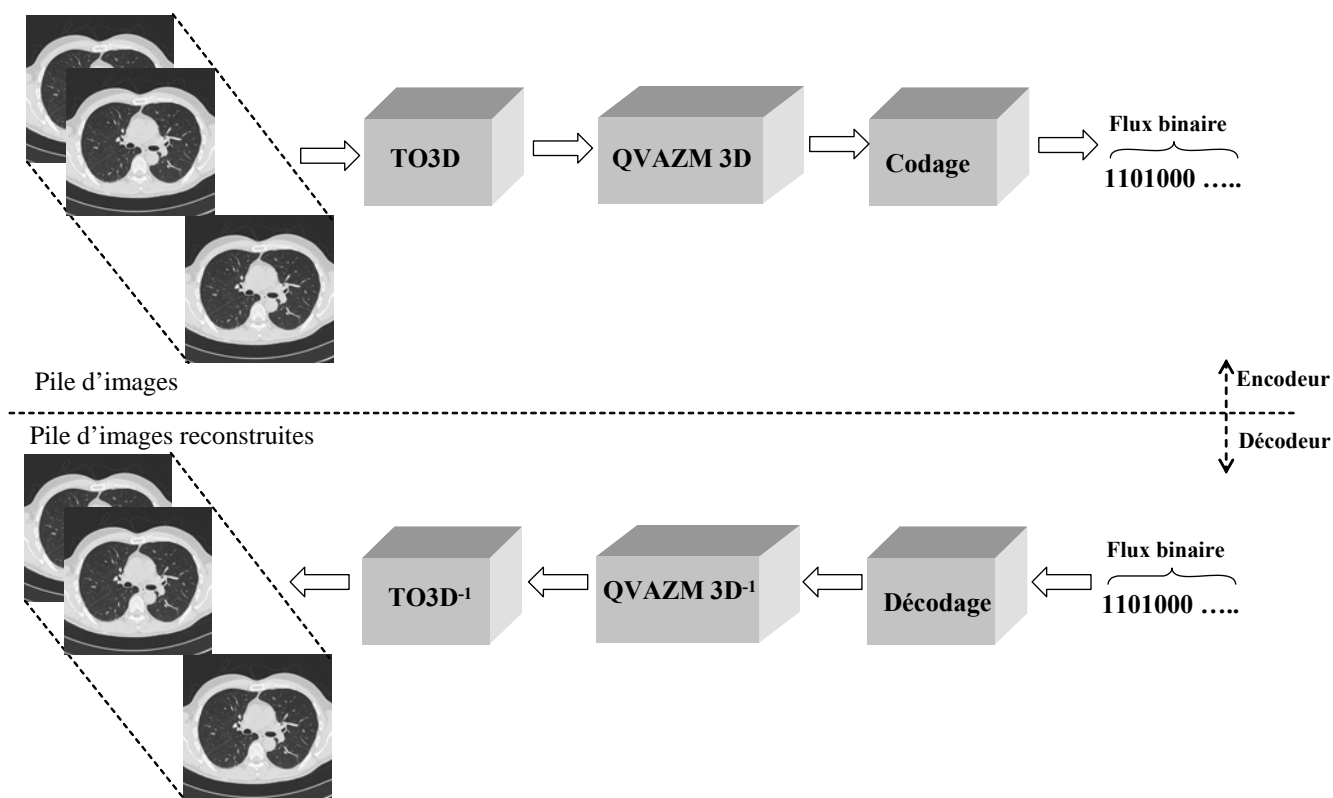 TO3D
QVAZM 3D
Codage
Flux binaire
1101000 …..
Pile d’images
Encodeur
Pile d’images reconstruites
Décodeur
TO3D-1
QVAZM 3D-1
Décodage
Flux binaire
1101000 …..